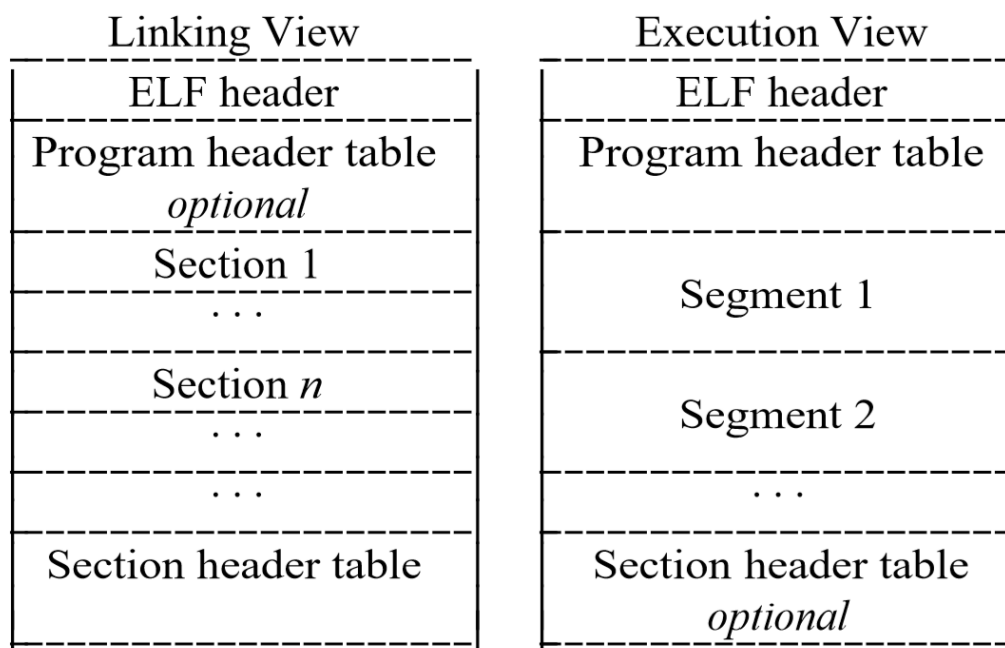 Linking View
ELF header
Program header table
optional
Section 1
. . .
Section n
. . .
. . .
Section header table
Execution View
ELF header
Program header table
Segment 1
Segment 2
. . .
Section header table
optional